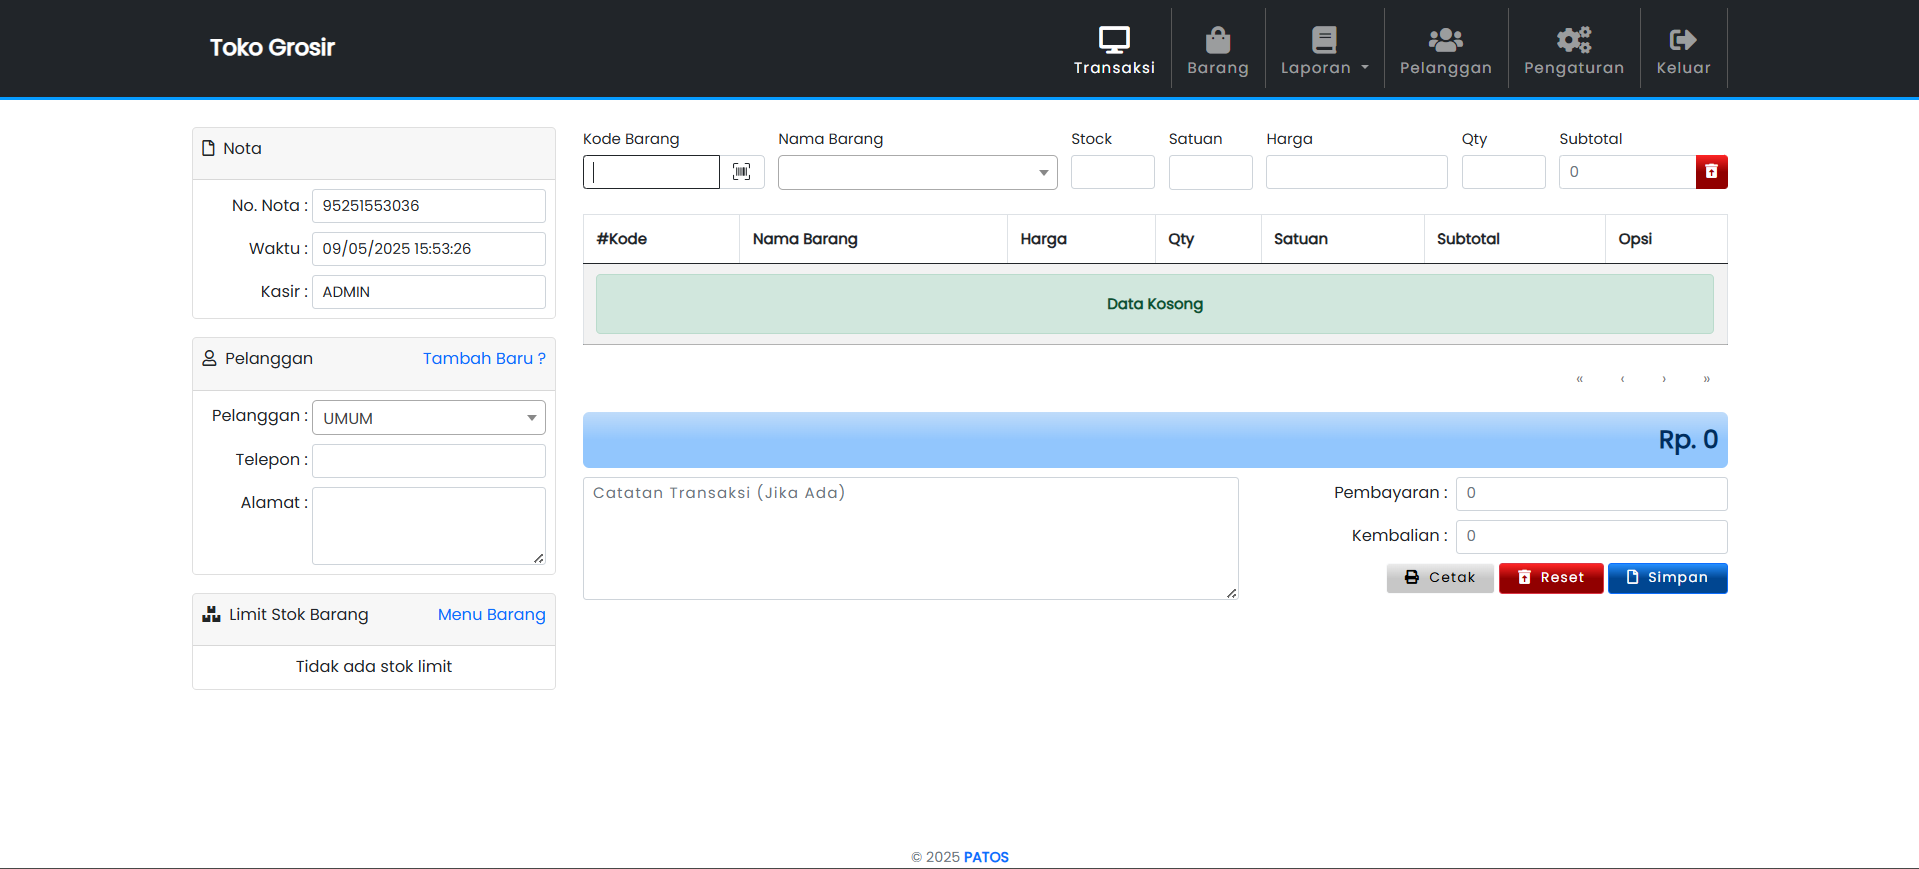 Toko Grosir
Transaksi
Barang
Laporan
Pelanggan
Pengaturan
Keluar
Nota
No. Nota : 95251553036
Waktu : 09/05/2025 15:53:26
Kasir : ADMIN
Pelanggan Tambah Baru ?
Pelanggan : UMUM
Telepon :
Alamat :
Limit Stok Barang Menu Barang
Tidak ada stok limit
Kode Barang Nama Barang Stock Satuan Harga Qty Subtotal
0
#Kode Nama Barang Harga Qty Satuan Subtotal Opsi
Data Kosong
« ‹ › »
Rp. 0
Catatan Transaksi (Jika Ada)
Pembayaran : 0
Kembalian : 0
Cetak Reset Simpan
© 2025 PATOS